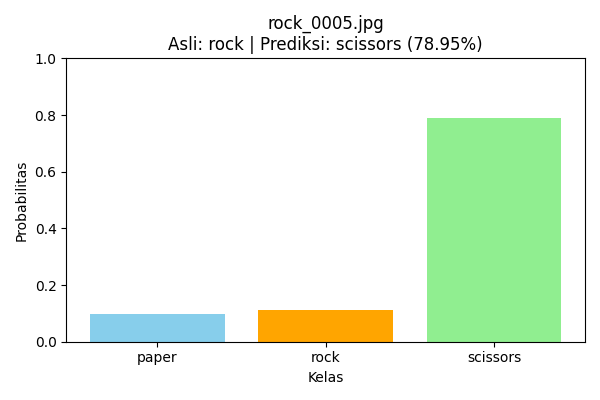 rock_0005.jpg
Asli: rock | Prediksi: scissors (78.95%)
1.0
0.8
0.6
0.4
0.2
0.0
Probabilitas
paper
rock
scissors
Kelas